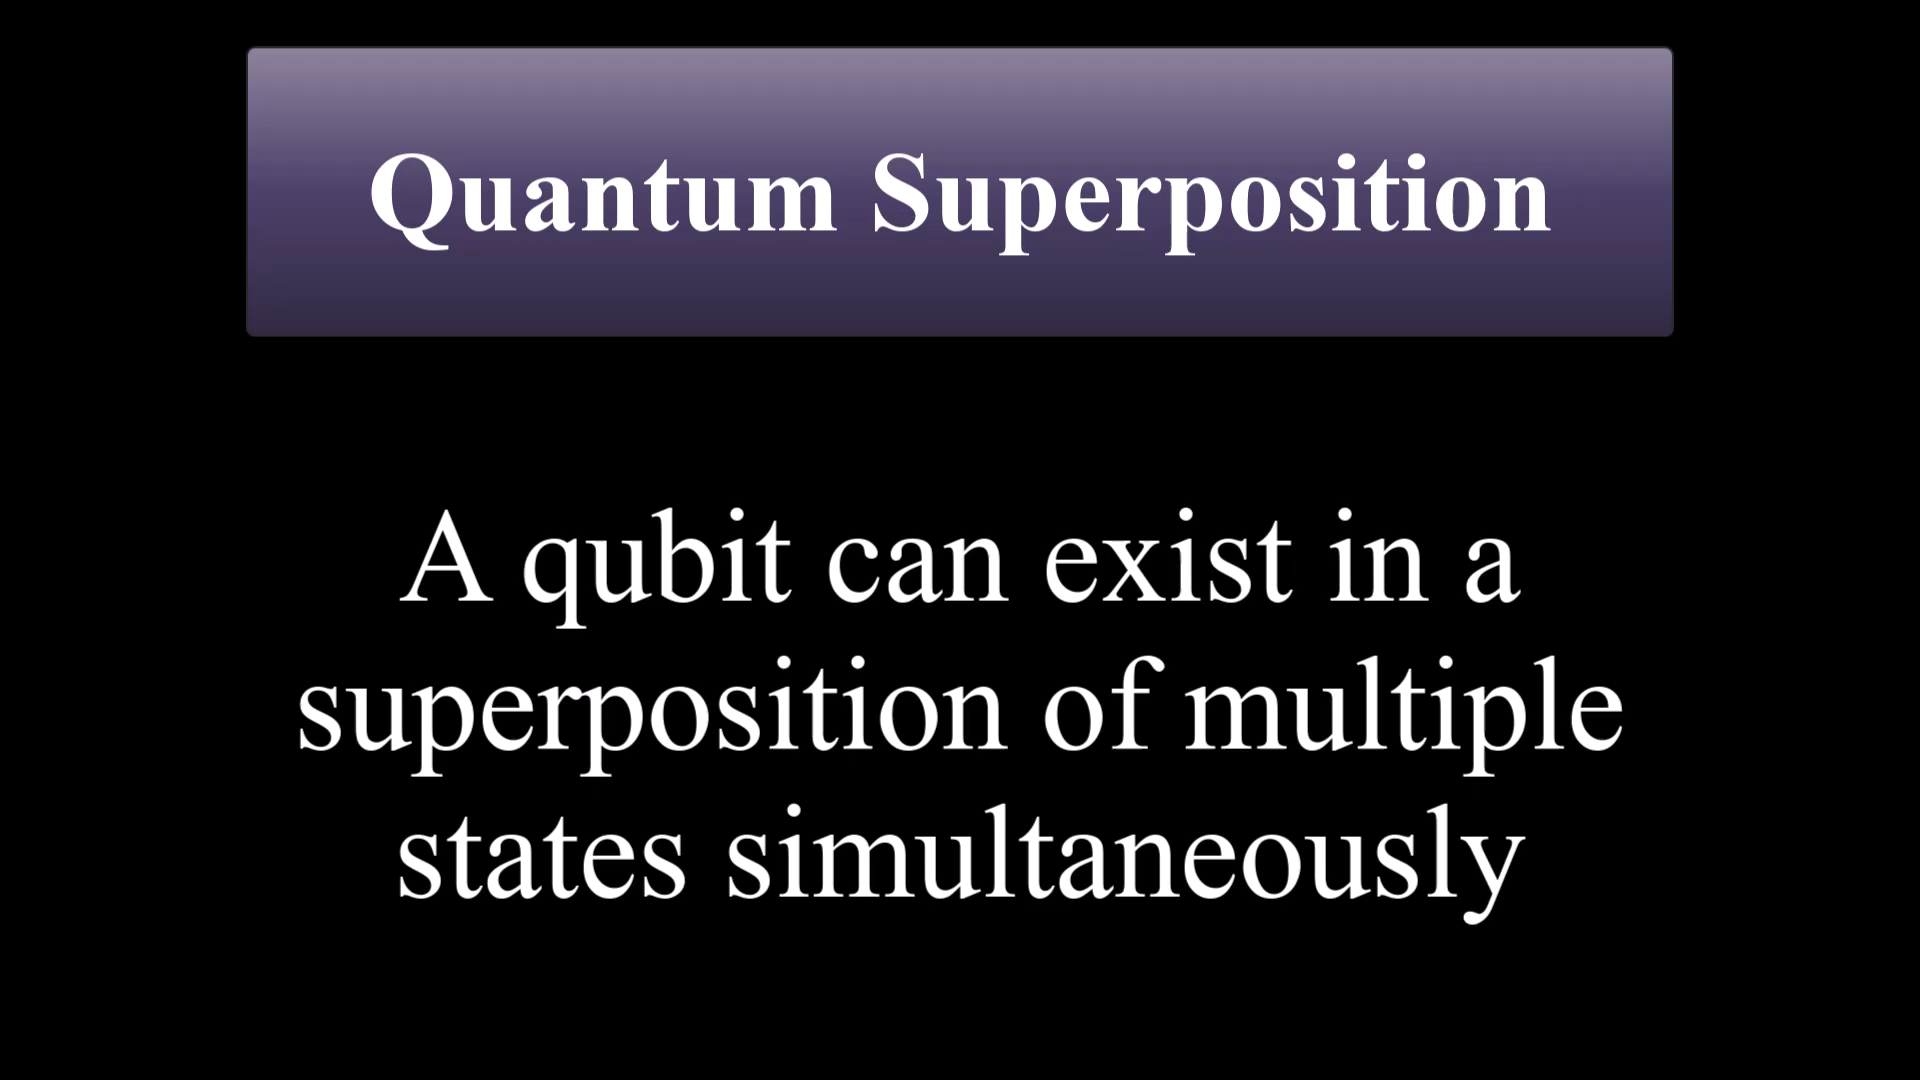 Quantum Superposition
A qubit can exist in a
superposition of multiple
states simultaneously